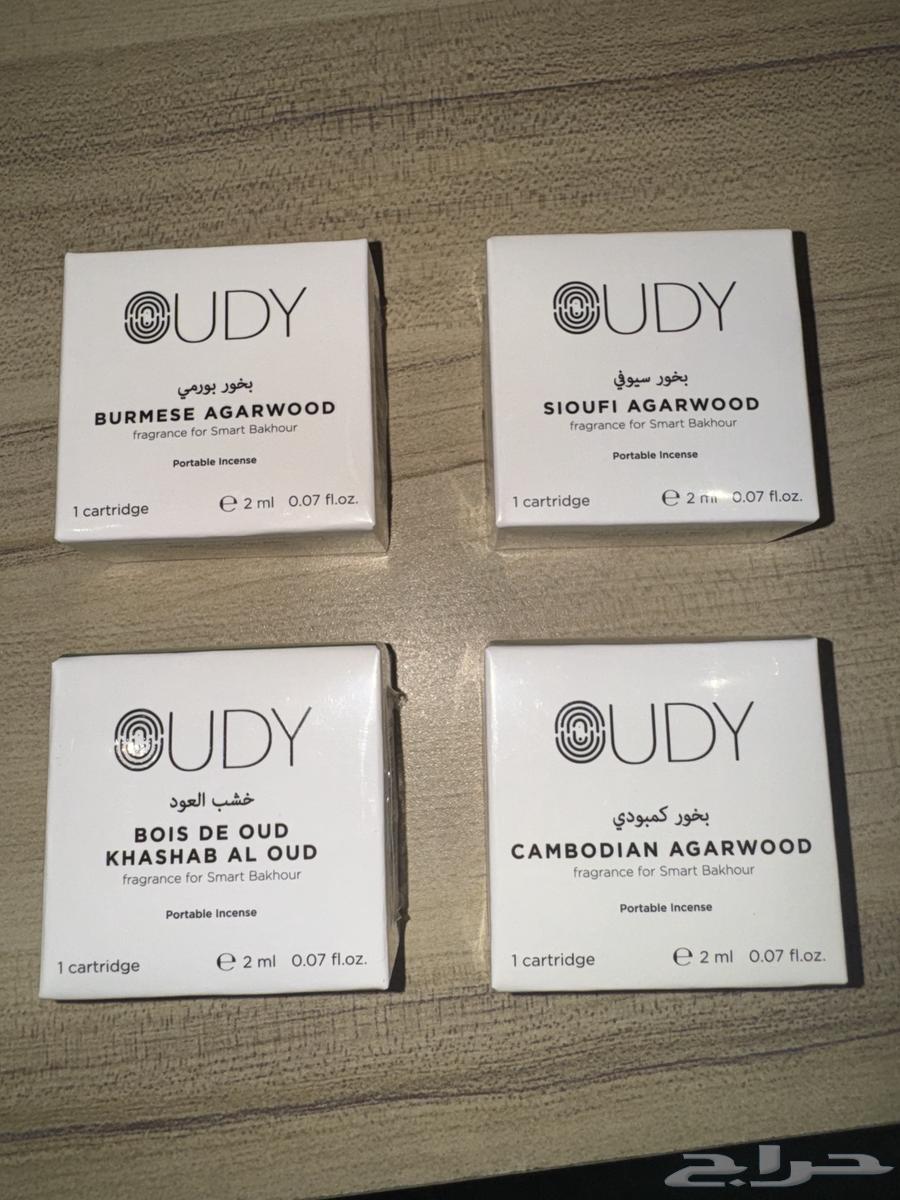 OUDY
بخور بورمي
BURMESE AGARWOOD
fragrance for Smart Bakhour
Portable Incense
1 cartridge ℮ 2 ml 0.07 fl.oz.
OUDY
بخور سيوفي
SIOUFI AGARWOOD
fragrance for Smart Bakhour
Portable Incense
1 cartridge ℮ 2 ml 0.07 fl.oz.
OUDY
خشب العود
BOIS DE OUD
KHASHAB AL OUD
fragrance for Smart Bakhour
Portable Incense
1 cartridge ℮ 2 ml 0.07 fl.oz.
OUDY
بخور كمبودي
CAMBODIAN AGARWOOD
fragrance for Smart Bakhour
Portable Incense
1 cartridge ℮ 2 ml 0.07 fl.oz.
حراج